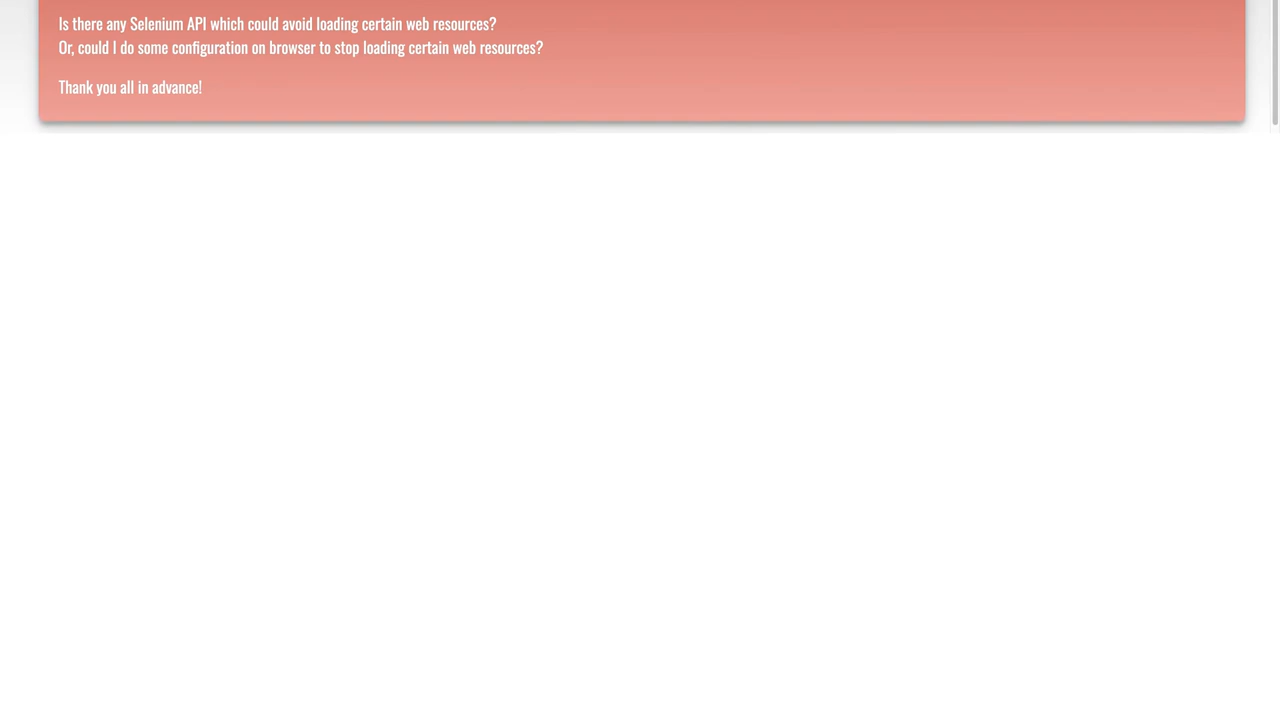 Is there any Selenium API which could avoid loading certain web resources?
Or, could I do some configuration on browser to stop loading certain web resources?
Thank you all in advance!